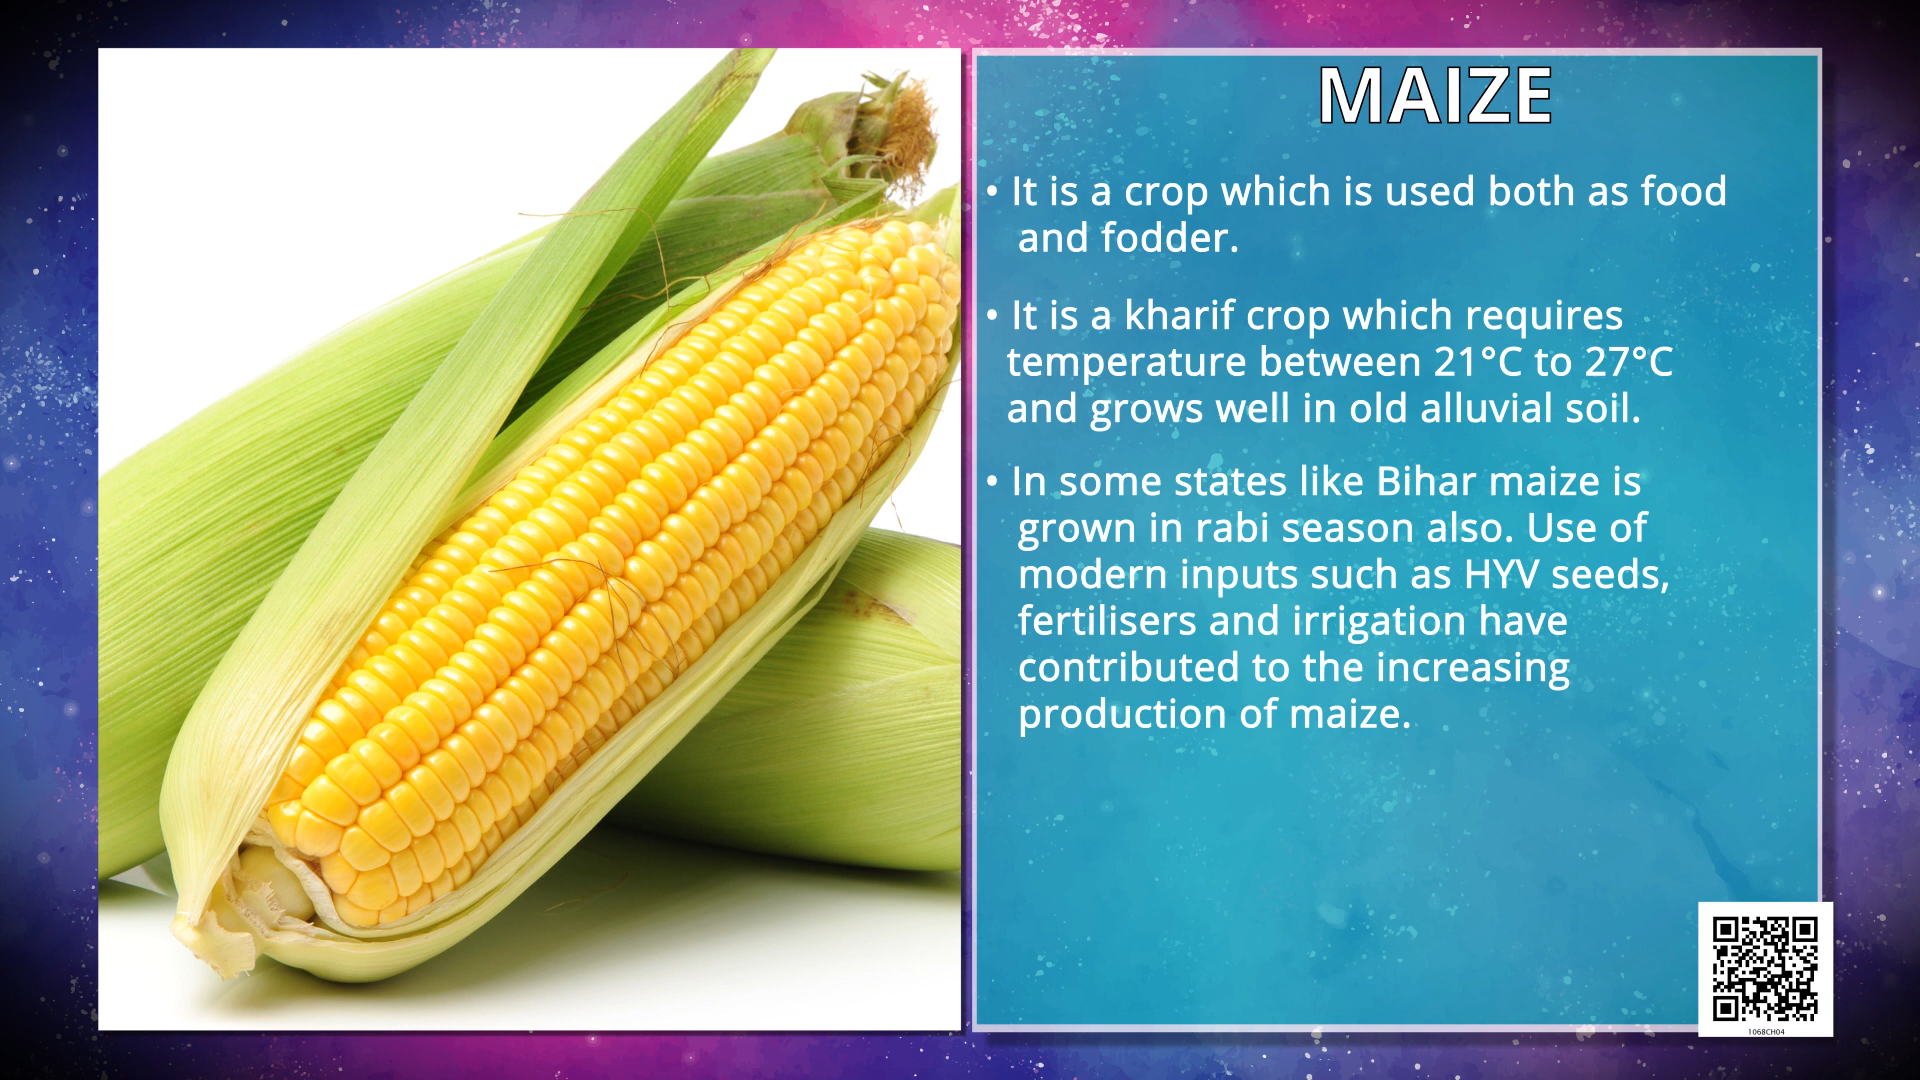 MAIZE
• It is a crop which is used both as food
and fodder.
• It is a kharif crop which requires
temperature between 21°C to 27°C
and grows well in old alluvial soil.
• In some states like Bihar maize is
grown in rabi season also. Use of
modern inputs such as HYV seeds,
fertilisers and irrigation have
contributed to the increasing
production of maize.
1068CH04